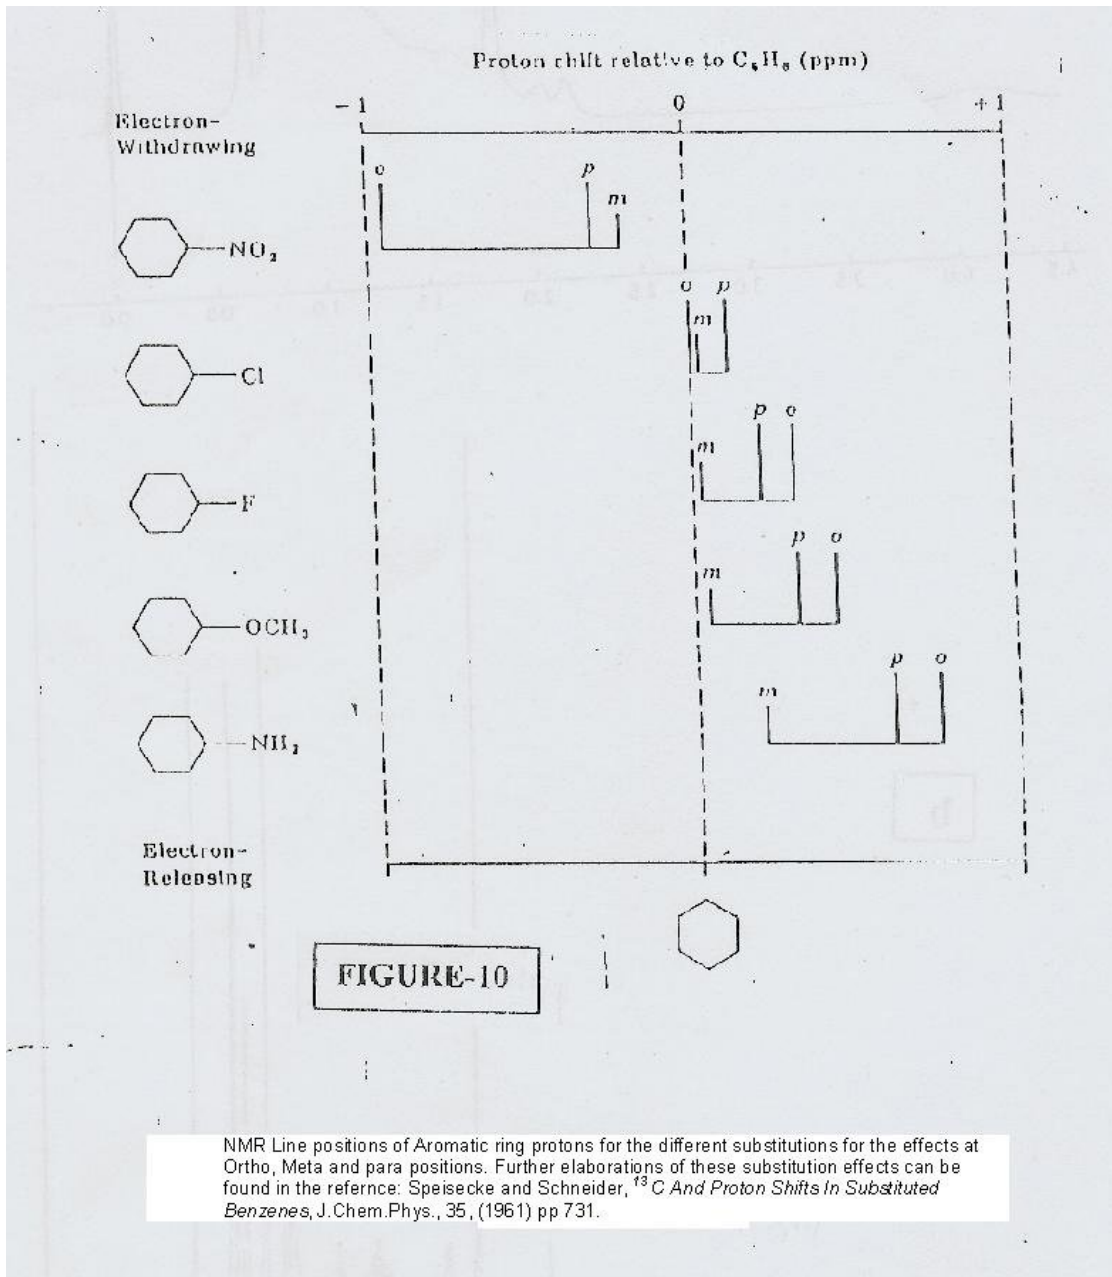 Proton shift relative to C₆H₆ (ppm)
- 1 0 + 1
Electron-
Withdrawing
o p m
NO₂
o m p
Cl
m p o
F
m p o
OCH₃
m p o
NH₂
Electron-
Releasing
FIGURE-10
b
NMR Line positions of Aromatic ring protons for the different substitutions for the effects at
Ortho, Meta and para positions. Further elaborations of these substitution effects can be
found in the refernce: Speisecke and Schneider, ¹³C And Proton Shifts In Substituted
Benzenes, J.Chem.Phys., 35, (1961) pp 731.